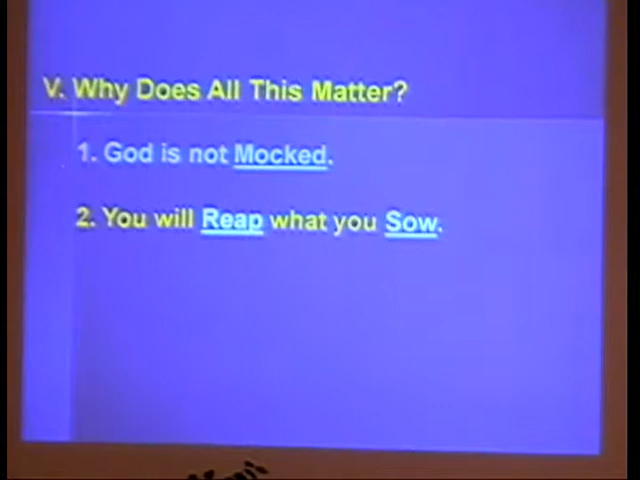 V. Why Does All This Matter?
1. God is not Mocked.
2. You will Reap what you Sow.